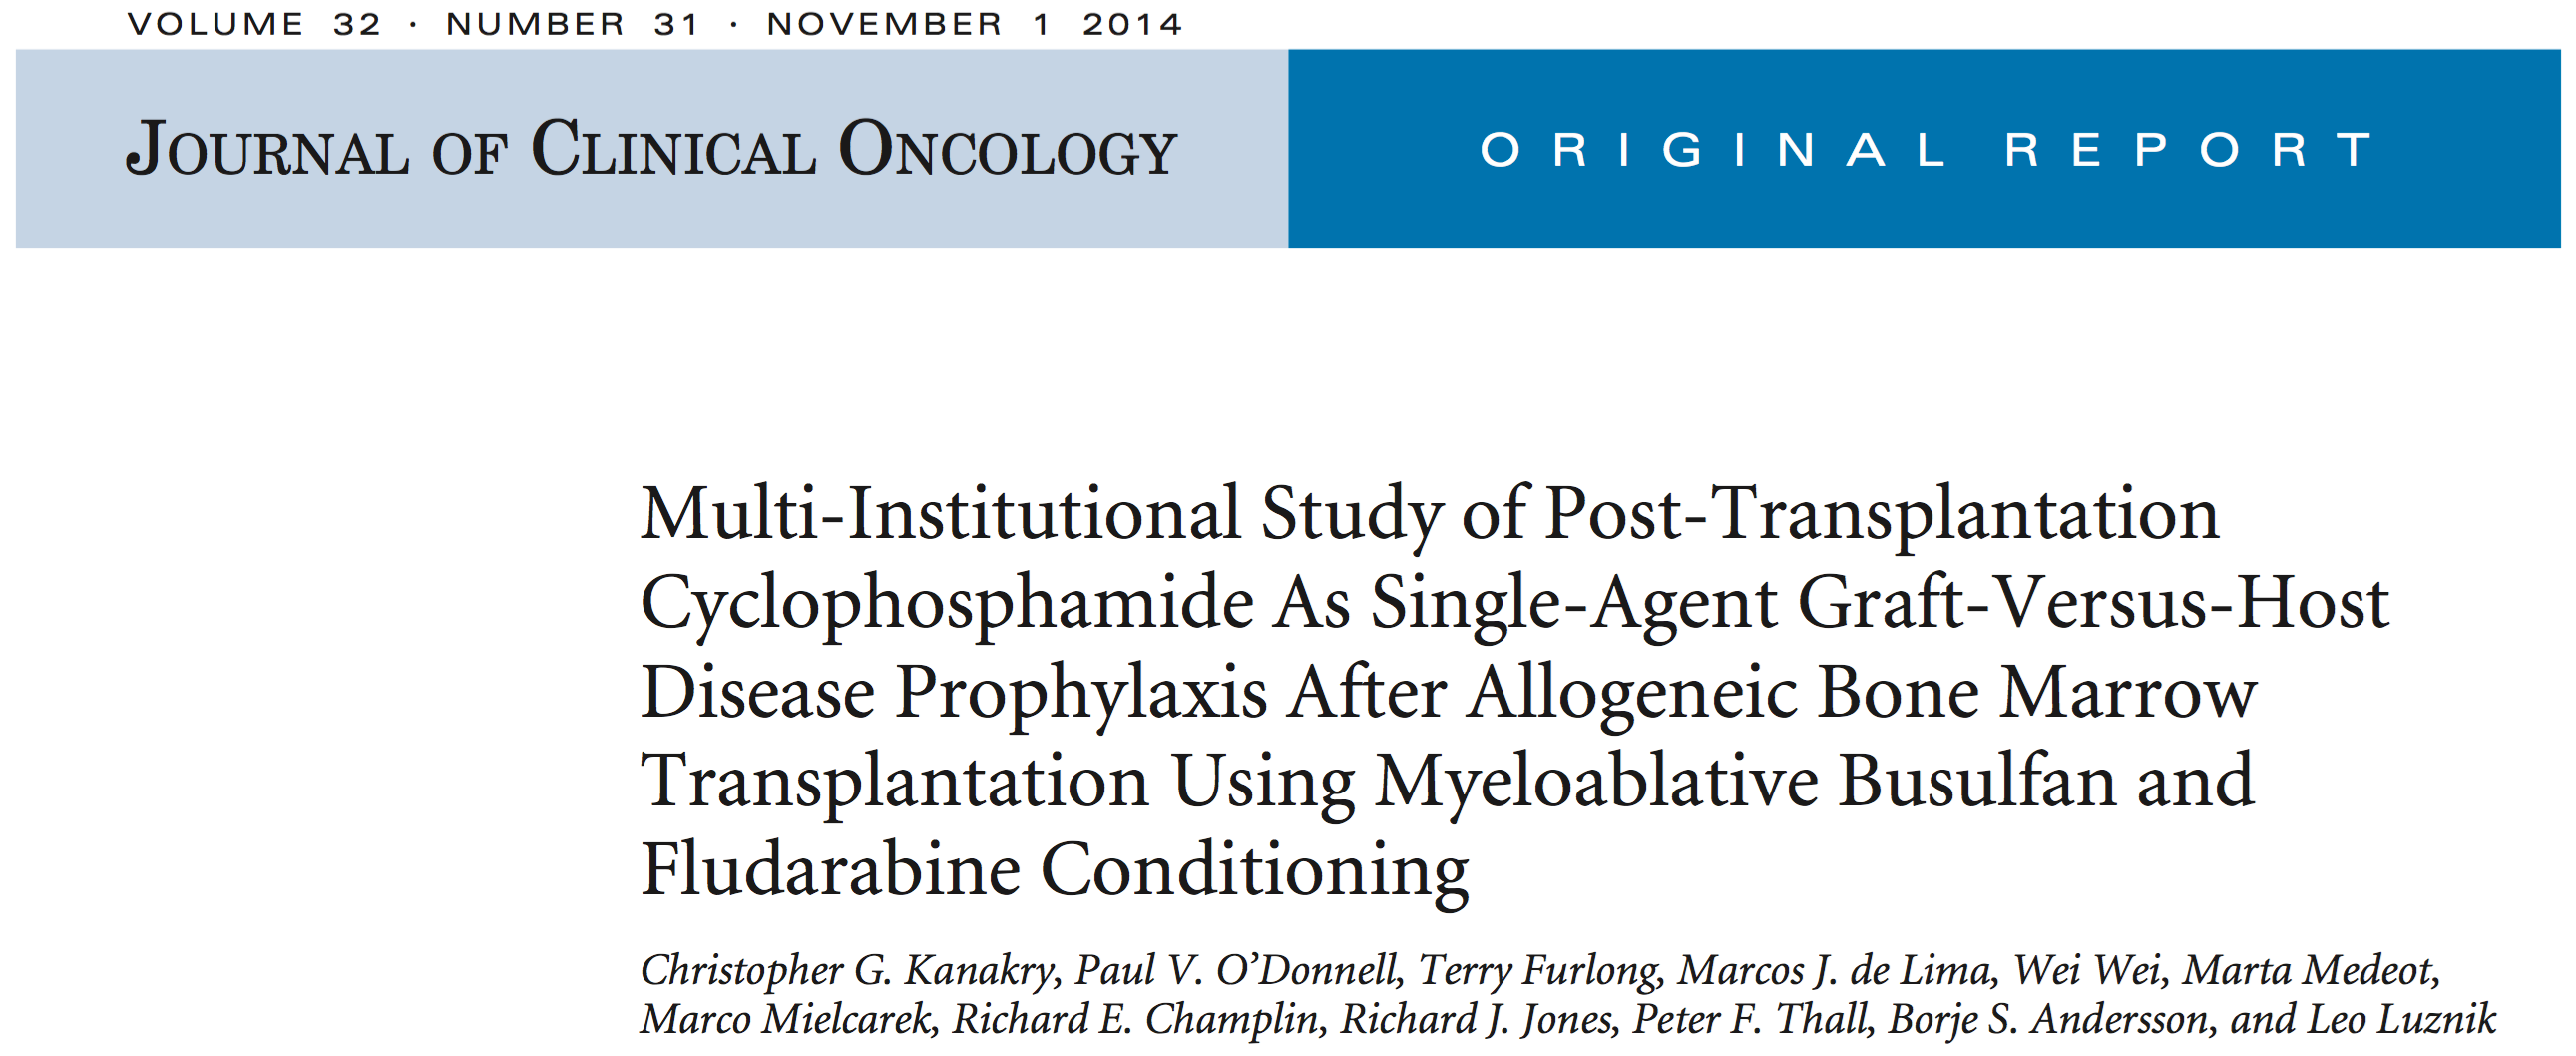 VOLUME 32 · NUMBER 31 · NOVEMBER 1 2014
JOURNAL OF CLINICAL ONCOLOGY
ORIGINAL REPORT
Multi-Institutional Study of Post-Transplantation
Cyclophosphamide As Single-Agent Graft-Versus-Host
Disease Prophylaxis After Allogeneic Bone Marrow
Transplantation Using Myeloablative Busulfan and
Fludarabine Conditioning
Christopher G. Kanakry, Paul V. O’Donnell, Terry Furlong, Marcos J. de Lima, Wei Wei, Marta Medeot,
Marco Mielcarek, Richard E. Champlin, Richard J. Jones, Peter F. Thall, Borje S. Andersson, and Leo Luznik